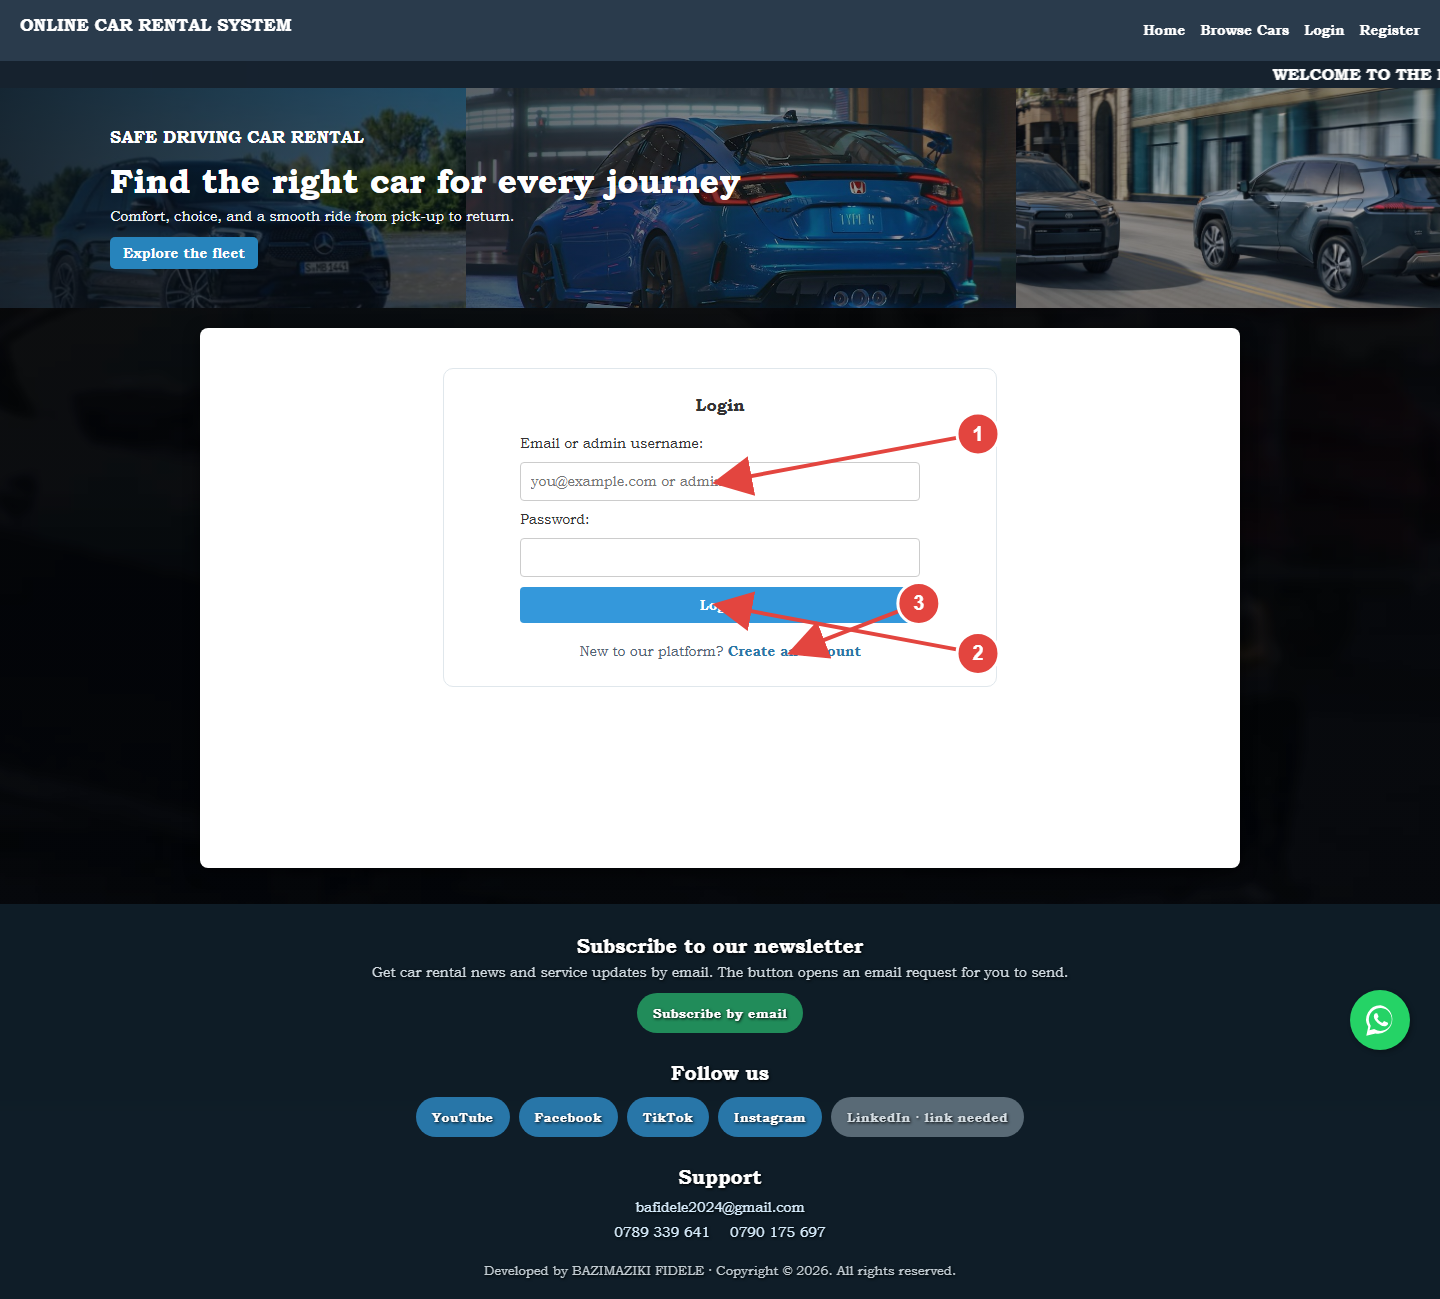 ONLINE CAR RENTAL SYSTEM
Home Browse Cars Login Register
WELCOME TO THE
SAFE DRIVING CAR RENTAL
Find the right car for every journey
Comfort, choice, and a smooth ride from pick-up to return.
Explore the fleet
Login
1
Email or admin username:
you@example.com or admin
Password:
3
2
New to our platform? Create an account
Subscribe to our newsletter
Get car rental news and service updates by email. The button opens an email request for you to send.
Subscribe by email
Follow us
YouTube Facebook TikTok Instagram LinkedIn · link needed
Support
bafidele2024@gmail.com
0789 339 641 0790 175 697
Developed by BAZIMAZIKI FIDELE · Copyright © 2026. All rights reserved.